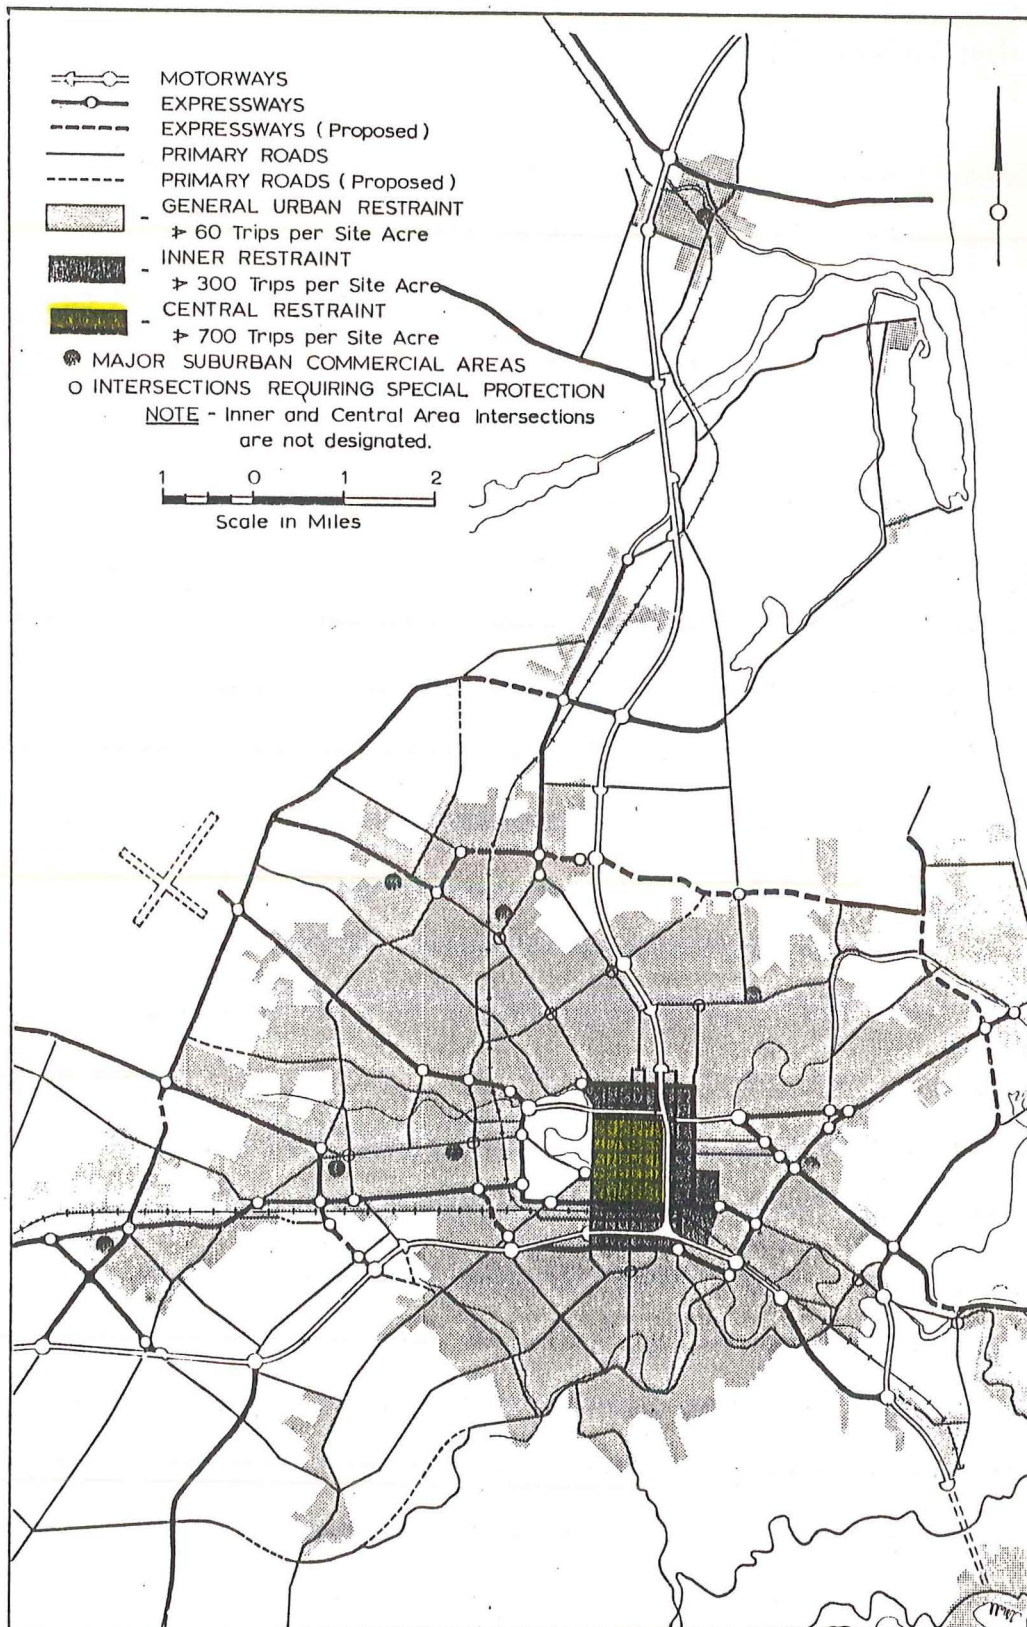 MOTORWAYS
EXPRESSWAYS
EXPRESSWAYS ( Proposed )
PRIMARY ROADS
PRIMARY ROADS ( Proposed )
- GENERAL URBAN RESTRAINT
≯ 60 Trips per Site Acre
- INNER RESTRAINT
≯ 300 Trips per Site Acre
- CENTRAL RESTRAINT
≯ 700 Trips per Site Acre
MAJOR SUBURBAN COMMERCIAL AREAS
INTERSECTIONS REQUIRING SPECIAL PROTECTION
NOTE - Inner and Central Area Intersections
are not designated.
1 0 1 2
Scale in Miles